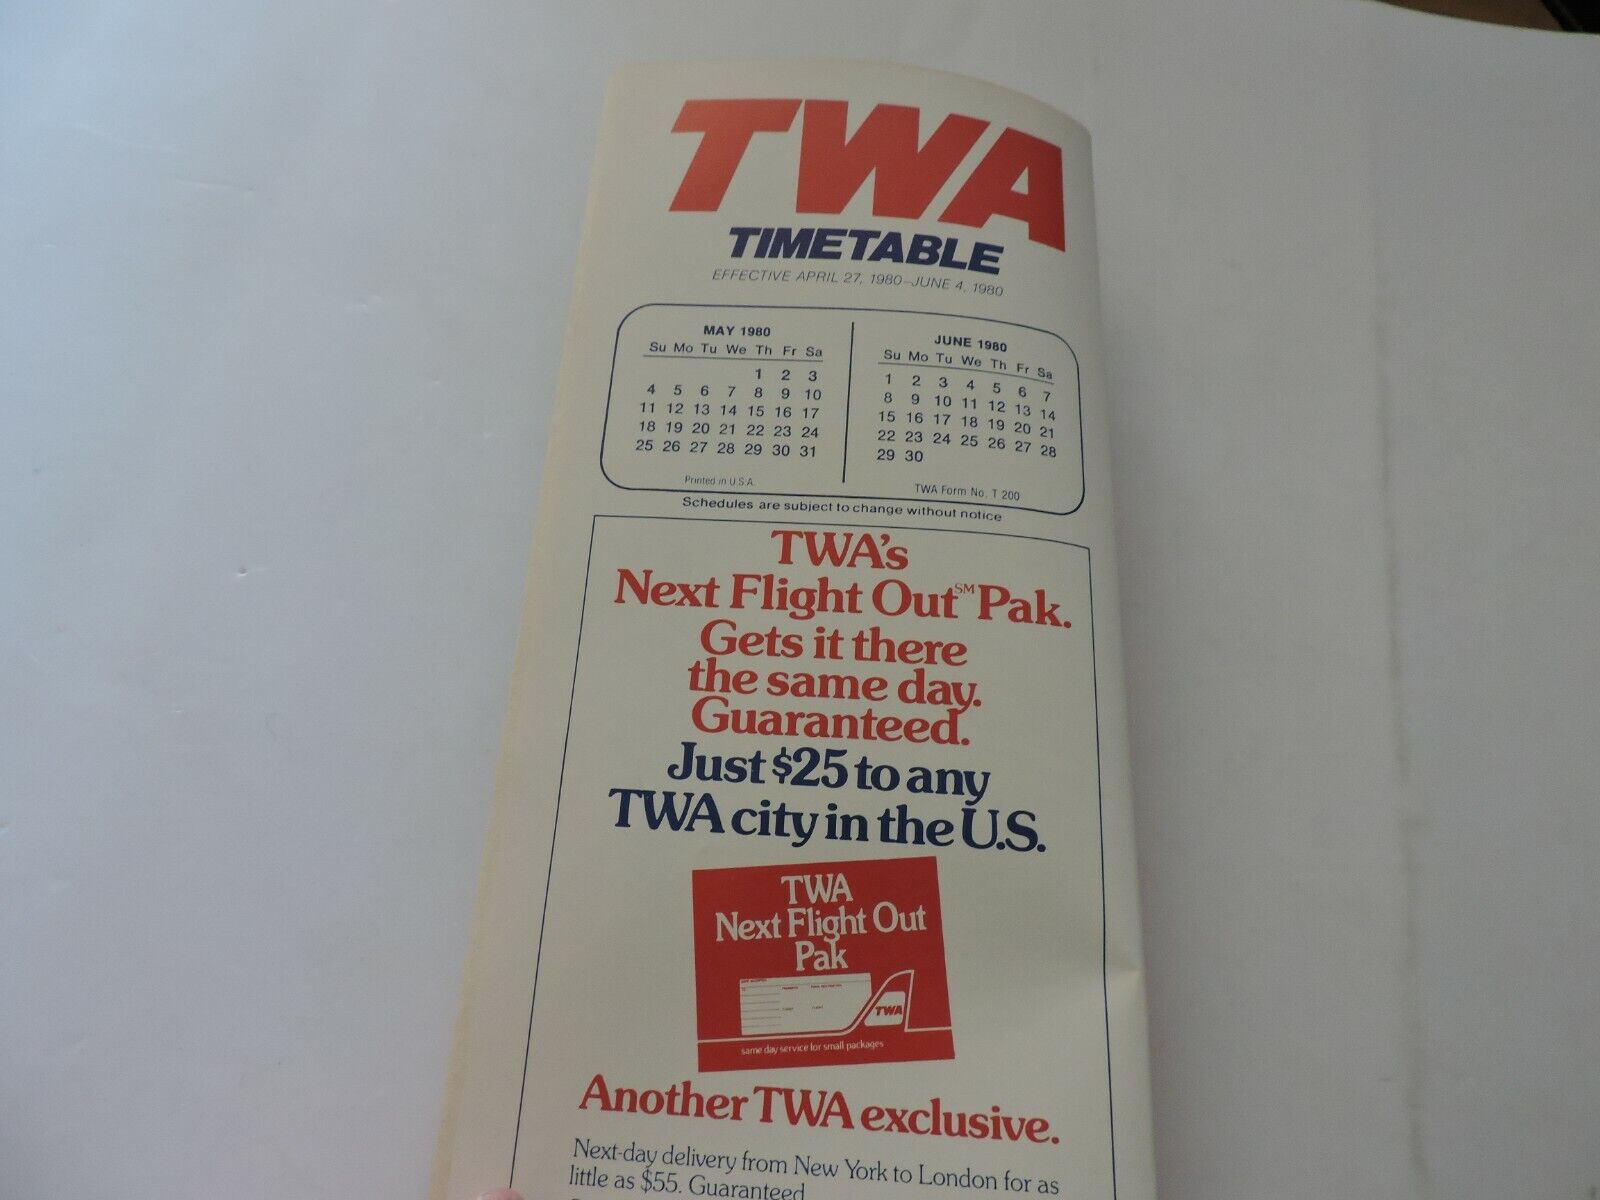 TWA
TIMETABLE
EFFECTIVE APRIL 27, 1980–JUNE 4, 1980
MAY 1980
Su Mo Tu We Th Fr Sa
1 2 3
4 5 6 7 8 9 10
11 12 13 14 15 16 17
18 19 20 21 22 23 24
25 26 27 28 29 30 31
Printed in U.S.A.
JUNE 1980
Su Mo Tu We Th Fr Sa
1 2 3 4 5 6 7
8 9 10 11 12 13 14
15 16 17 18 19 20 21
22 23 24 25 26 27 28
29 30
TWA Form No. T 200
Schedules are subject to change without notice
TWA's
Next Flight Out℠ Pak.
Gets it there
the same day.
Guaranteed.
Just $25 to any
TWA city in the U.S.
TWA
Next Flight Out
Pak
TWA
same day service for small packages
Another TWA exclusive.
Next-day delivery from New York to London for as
little as $55. Guaranteed